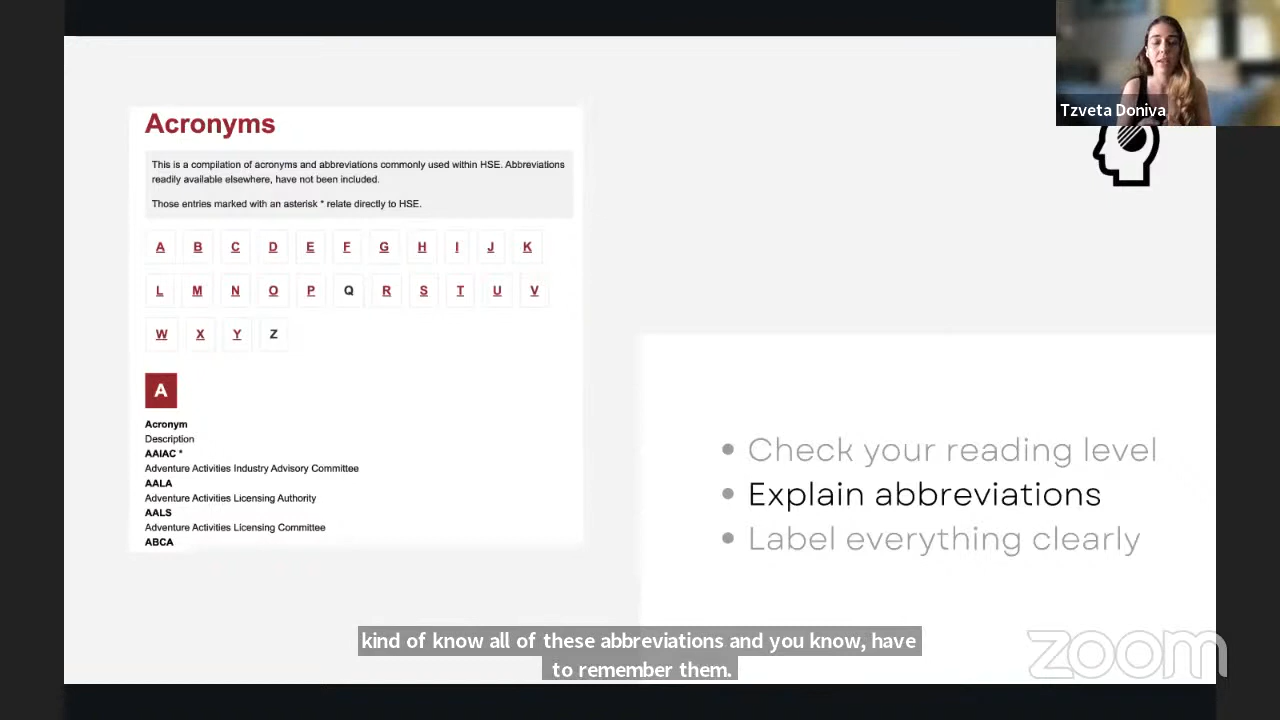 Tzveta Doniva
Acronyms
This is a compilation of acronyms and abbreviations commonly used within HSE. Abbreviations
readily available elsewhere, have not been included.
Those entries marked with an asterisk * relate directly to HSE.
A B C D E F G H I J K
L M N O P Q R S T U V
W X Y Z
A
Acronym
Description
AAIAC *
Adventure Activities Industry Advisory Committee
AALA
Adventure Activities Licensing Authority
AALS
Adventure Activities Licensing Committee
ABCA
• Check your reading level
• Explain abbreviations
• Label everything clearly
kind of know all of these abbreviations and you know, have
to remember them.
zoom